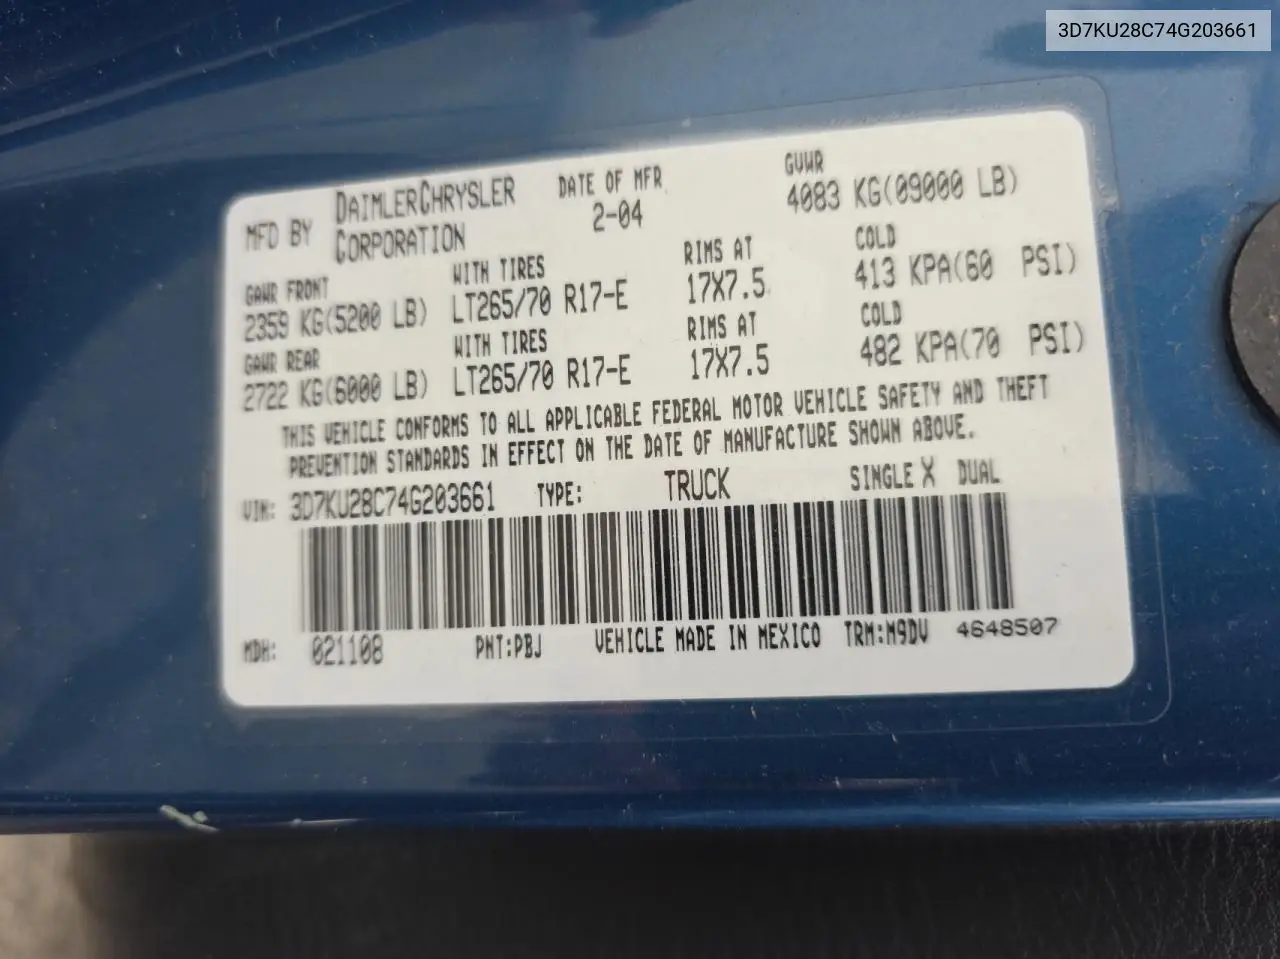 3D7KU28C74G203661
MFD BY DAIMLERCHRYSLER CORPORATION DATE OF MFR 2-04 GVWR 4083 KG(09000 LB)
GAWR FRONT WITH TIRES RIMS AT COLD
2359 KG(5200 LB) LT265/70 R17-E 17X7.5 413 KPA(60 PSI)
GAWR REAR WITH TIRES RIMS AT COLD
2722 KG(6000 LB) LT265/70 R17-E 17X7.5 482 KPA(70 PSI)
THIS VEHICLE CONFORMS TO ALL APPLICABLE FEDERAL MOTOR VEHICLE SAFETY AND THEFT
PREVENTION STANDARDS IN EFFECT ON THE DATE OF MANUFACTURE SHOWN ABOVE.
VIN: 3D7KU28C74G203661 TYPE: TRUCK SINGLE X DUAL
MDH: 021108 PNT:PBJ VEHICLE MADE IN MEXICO TRM:M9DV 4648507